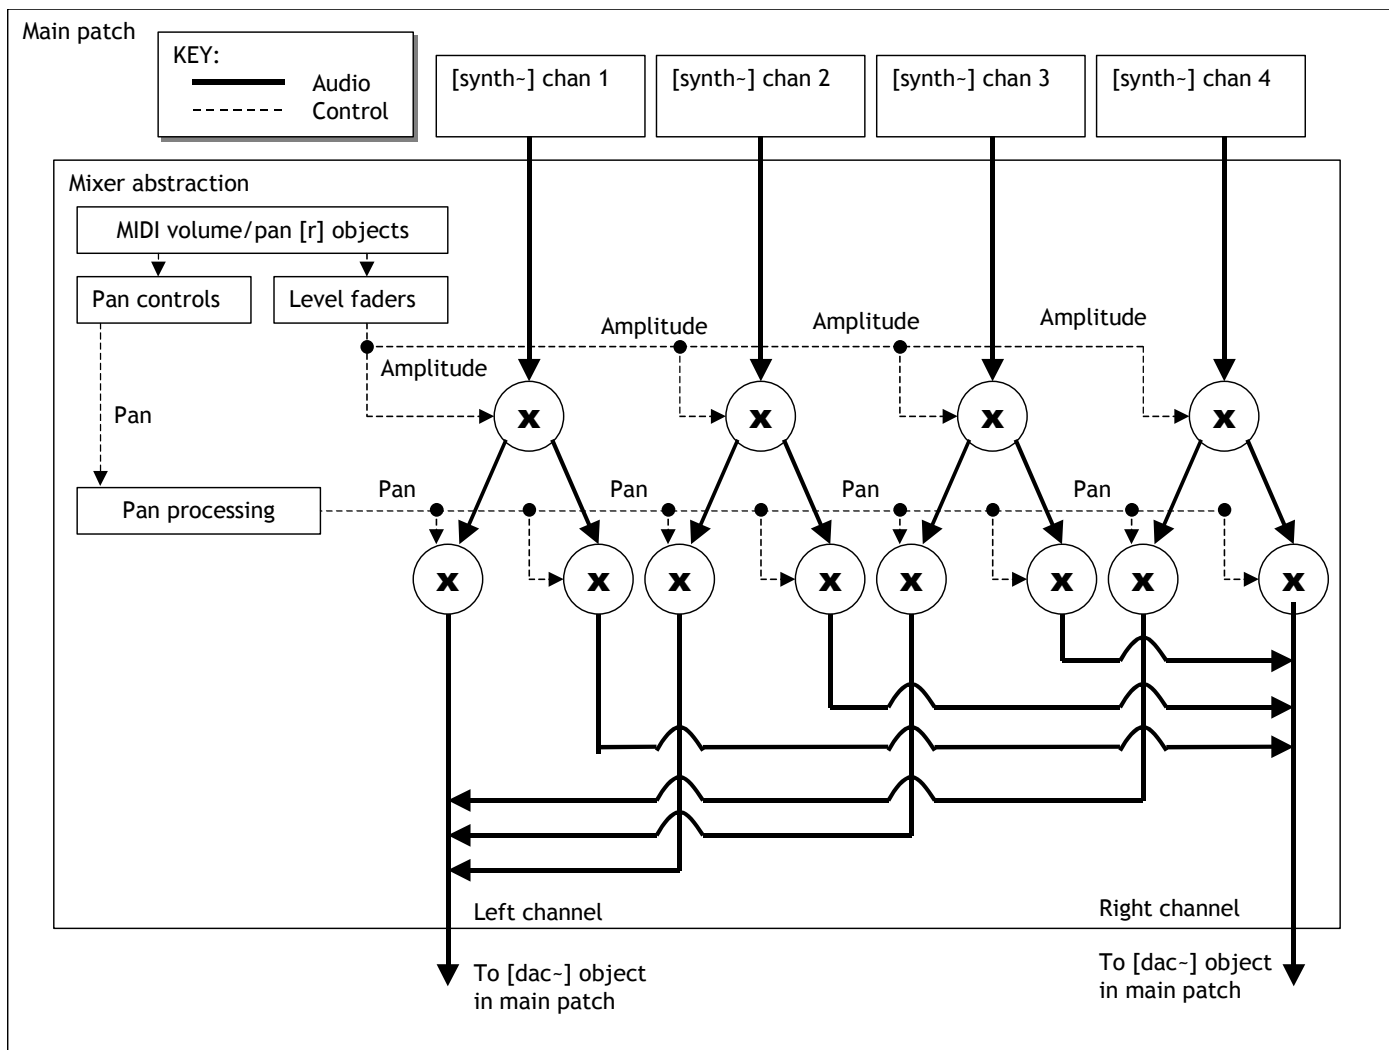 Main patch
KEY:
Audio
Control
[synth~] chan 1
[synth~] chan 2
[synth~] chan 3
[synth~] chan 4
Mixer abstraction
MIDI volume/pan [r] objects
Pan controls
Level faders
Amplitude
Amplitude
Amplitude
Amplitude
x
x
x
x
Pan
Pan processing
Pan
Pan
Pan
Pan
x
x
x
x
x
x
x
x
Left channel
Right channel
To [dac~] object
in main patch
To [dac~] object
in main patch